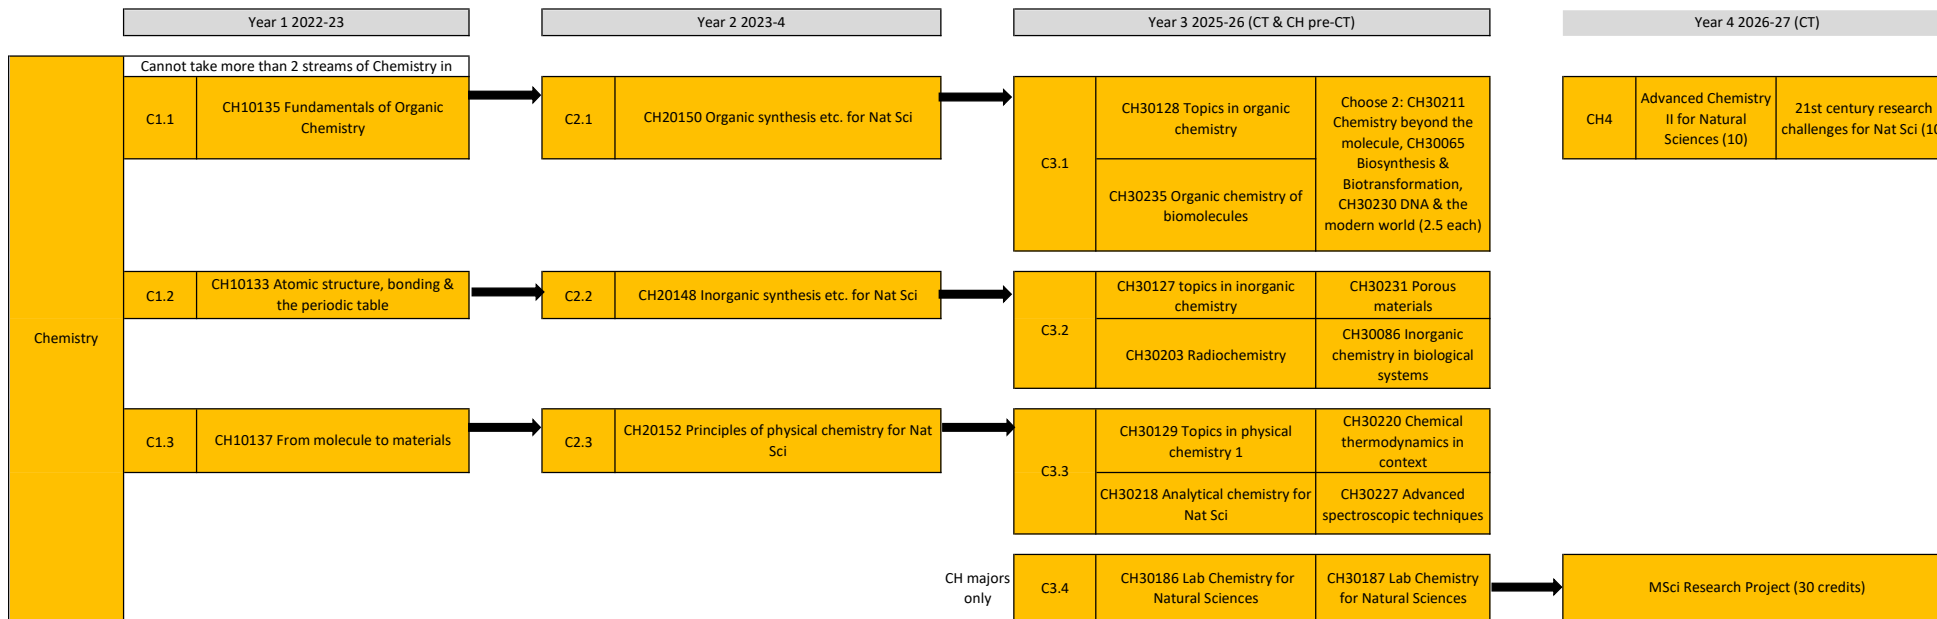 Year 1 2022-23
Year 2 2023-4
Year 3 2025-26 (CT & CH pre-CT)
Year 4 2026-27 (CT)
Chemistry
Cannot take more than 2 streams of Chemistry in
C1.1
CH10135 Fundamentals of Organic
Chemistry
C2.1
CH20150 Organic synthesis etc. for Nat Sci
C3.1
CH30128 Topics in organic
chemistry
CH30235 Organic chemistry of
biomolecules
Choose 2: CH30211
Chemistry beyond
the
molecule, CH30065
Biosynthesis &
Biotransformation,
CH30230 DNA & the
modern world (2.5 each)
CH4
Advanced Chemistry
II for Natural
Sciences (10)
21st century research
challenges for Nat Sci (10
C1.2
CH10133 Atomic structure, bonding &
the periodic table
C2.2
CH20148 Inorganic synthesis etc. for Nat Sci
C3.2
CH30127 topics in inorganic
chemistry
CH30231 Porous
materials
CH30203 Radiochemistry
CH30086 Inorganic
chemistry in biological
systems
C1.3
CH10137 From molecule to materials
C2.3
CH20152 Principles of physical chemistry for Nat
Sci
C3.3
CH30129 Topics in physical
chemistry 1
CH30220 Chemical
thermodynamics in
context
CH30218 Analytical chemistry for
Nat Sci
CH30227 Advanced
spectroscopic techniques
CH majors
only
C3.4
CH30186 Lab Chemistry for
Natural Sciences
CH30187 Lab Chemistry
for Natural Sciences
MSci Research Project (30 credits)